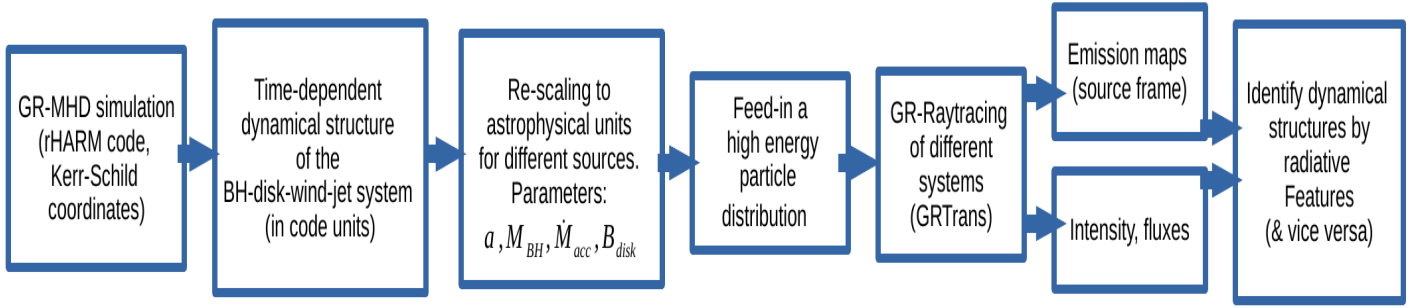 GR-MHD simulation
(rHARM code,
Kerr-Schild
coordinates)
Time-dependent
dynamical structure
of the
BH-disk-wind-jet system
(in code units)
Re-scaling to
astrophysical units
for different sources.
Parameters:
a , M_BH , Ṁ_acc , B_disk
Feed-in a
high energy
particle
distribution
GR-Raytracing
of different
systems
(GRTrans)
Emission maps
(source frame)
Intensity, fluxes
Identify dynamical
structures by
radiative
Features
(& vice versa)